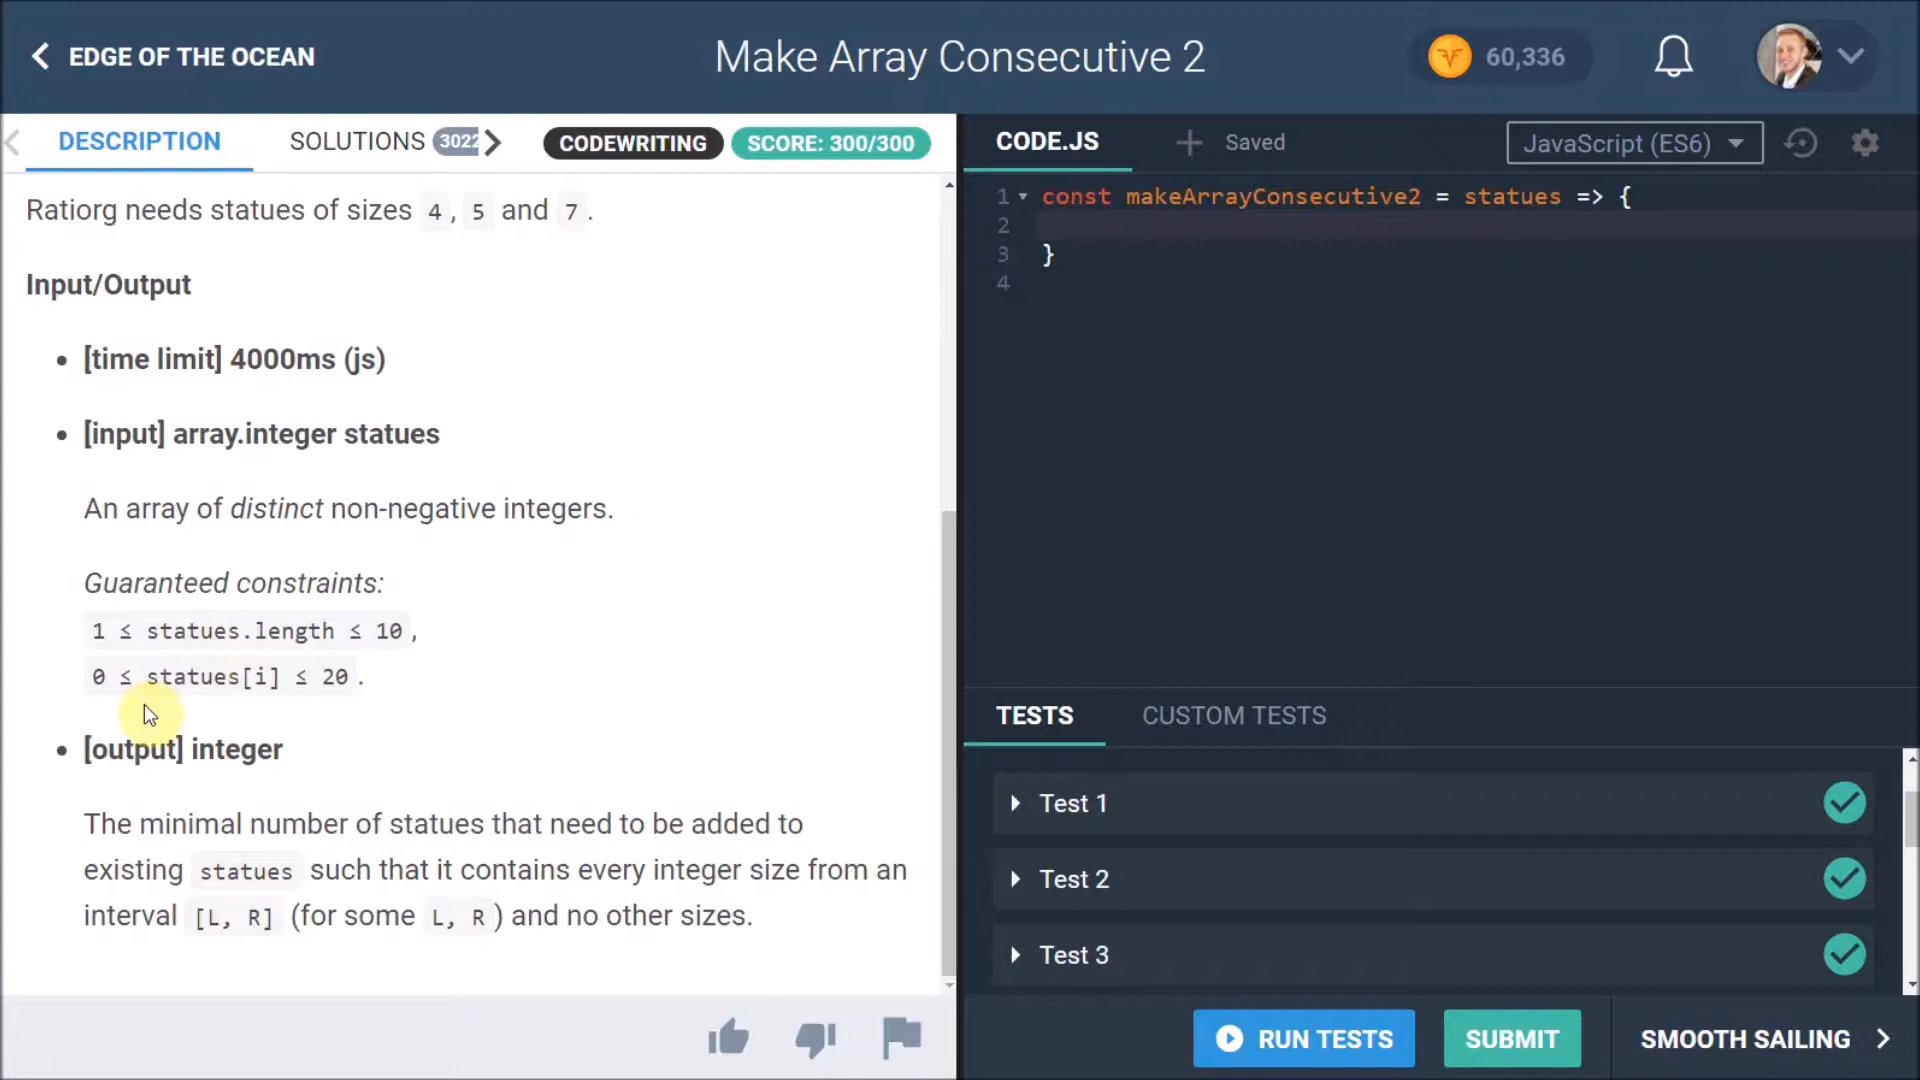 EDGE OF THE OCEAN
Make Array Consecutive 2
60,336
DESCRIPTION
SOLUTIONS 3022
CODEWRITING
SCORE: 300/300
Ratiorg needs statues of sizes 4, 5 and 7.
Input/Output
• [time limit] 4000ms (js)
• [input] array.integer statues
An array of distinct non-negative integers.
Guaranteed constraints:
1 ≤ statues.length ≤ 10,
0 ≤ statues[i] ≤ 20.
• [output] integer
The minimal number of statues that need to be added to
existing statues such that it contains every integer size from an
interval [L, R] (for some L, R) and no other sizes.
CODE.JS
Saved
JavaScript (ES6)
1 const makeArrayConsecutive2 = statues => {
2
3 }
4
TESTS
CUSTOM TESTS
Test 1
Test 2
Test 3
RUN TESTS
SUBMIT
SMOOTH SAILING